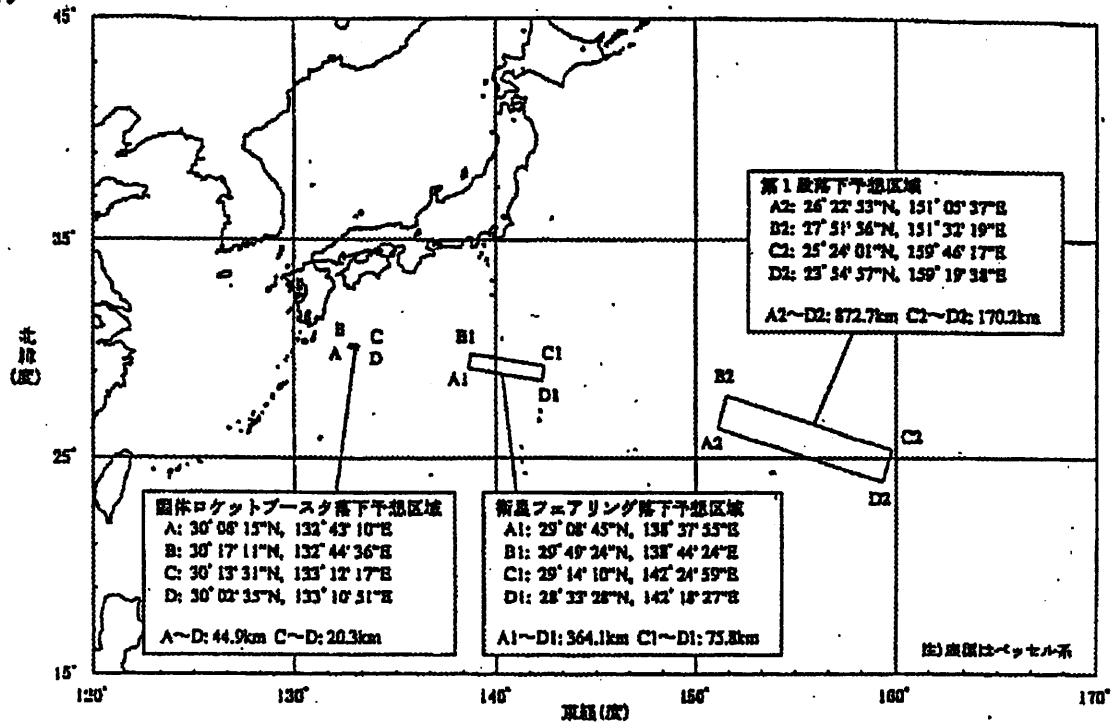 45°
35°
25°
15°
北緯(度)
120°
130°
140°
150°
160°
170°
東経(度)
第1段落下予想区域
A2: 26°22'53"N, 151°05'37"E
B2: 27°51'56"N, 151°32'19"E
C2: 25°24'01"N, 159°46'17"E
D2: 23°54'57"N, 159°19'38"E
A2～D2: 872.7km C2～D2: 170.2km
B
C
A
D
B1
C1
A1
D1
B2
A2
C2
D2
固体ロケットブースタ落下予想区域
A: 30°06'15"N, 132°43'10"E
B: 30°17'11"N, 132°44'36"E
C: 30°13'31"N, 133°12'17"E
D: 30°02'35"N, 133°10'51"E
A～D: 44.9km C～D: 20.3km
衛星フェアリング落下予想区域
A1: 29°08'45"N, 138°37'55"E
B1: 29°49'24"N, 138°44'24"E
C1: 29°14'10"N, 142°24'59"E
D1: 28°33'28"N, 142°18'27"E
A1～D1: 364.1km C1～D1: 75.8km
注)座標はベッセル系